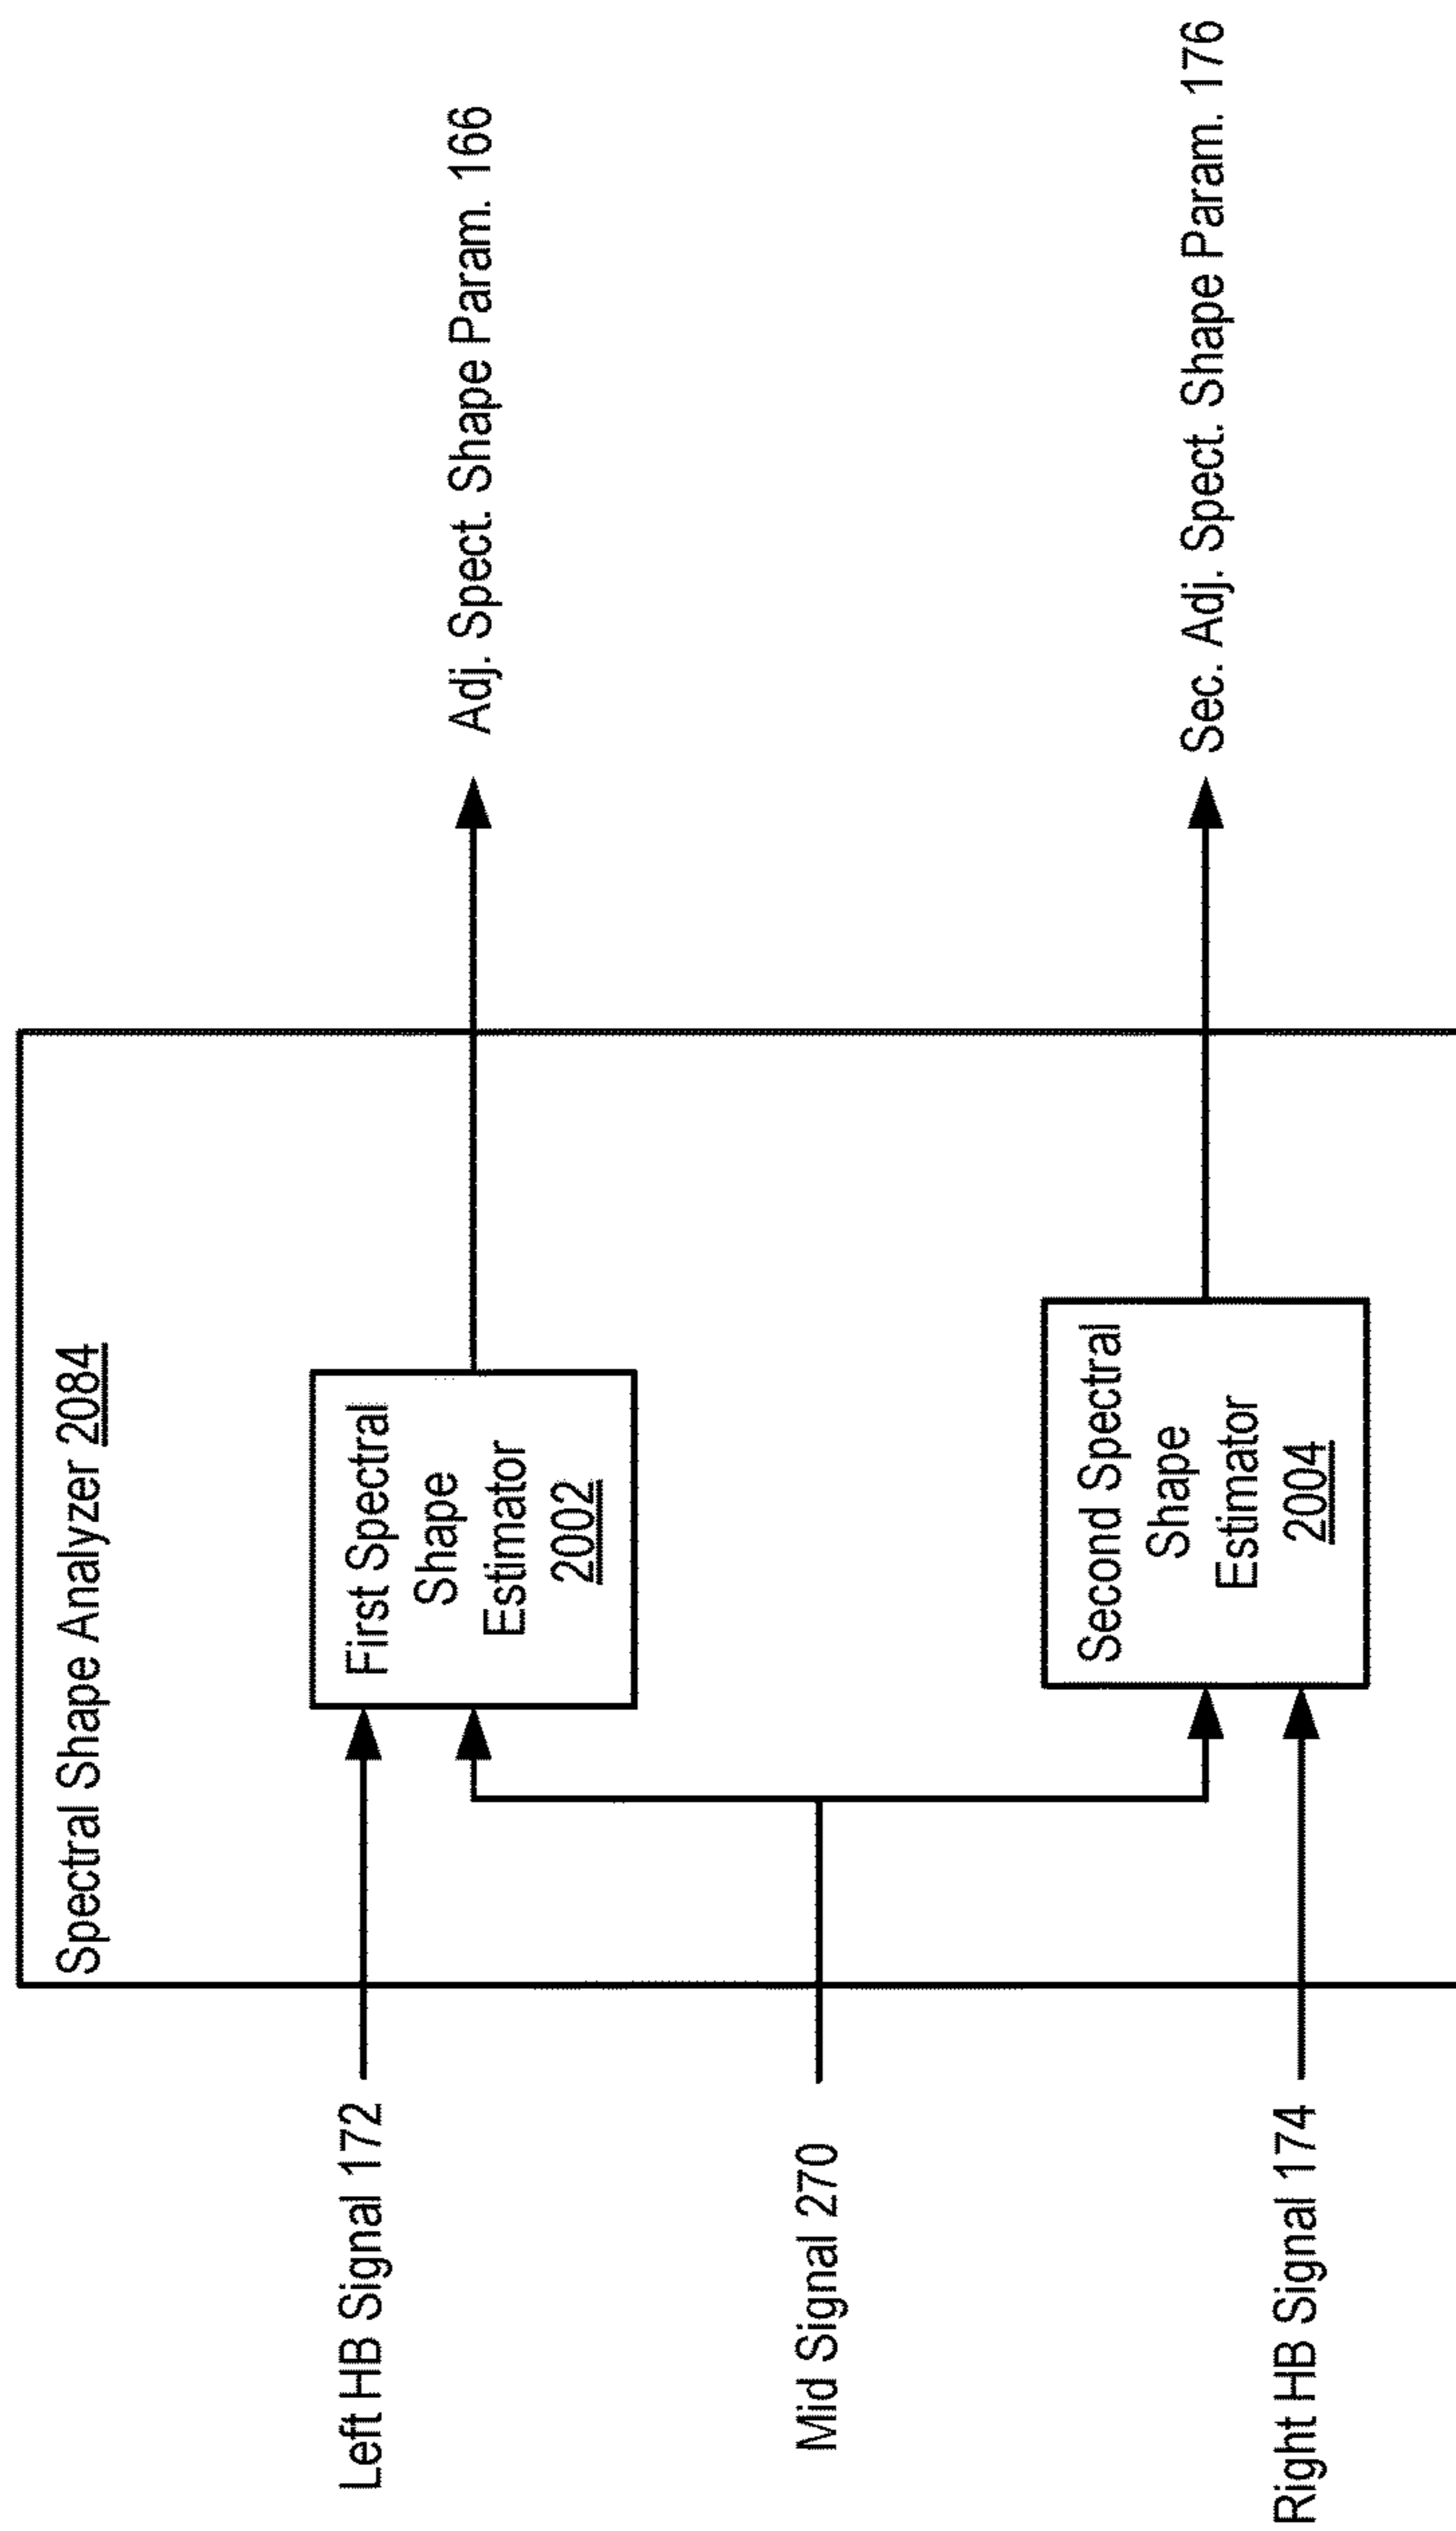 Spectral Shape Analyzer 2084
Left HB Signal 172
First Spectral
Shape
Estimator
2002
Adj. Spect. Shape Param. 166
Mid Signal 270
Right HB Signal 174
Second Spectral
Shape
Estimator
2004
Sec. Adj. Spect. Shape Param. 176